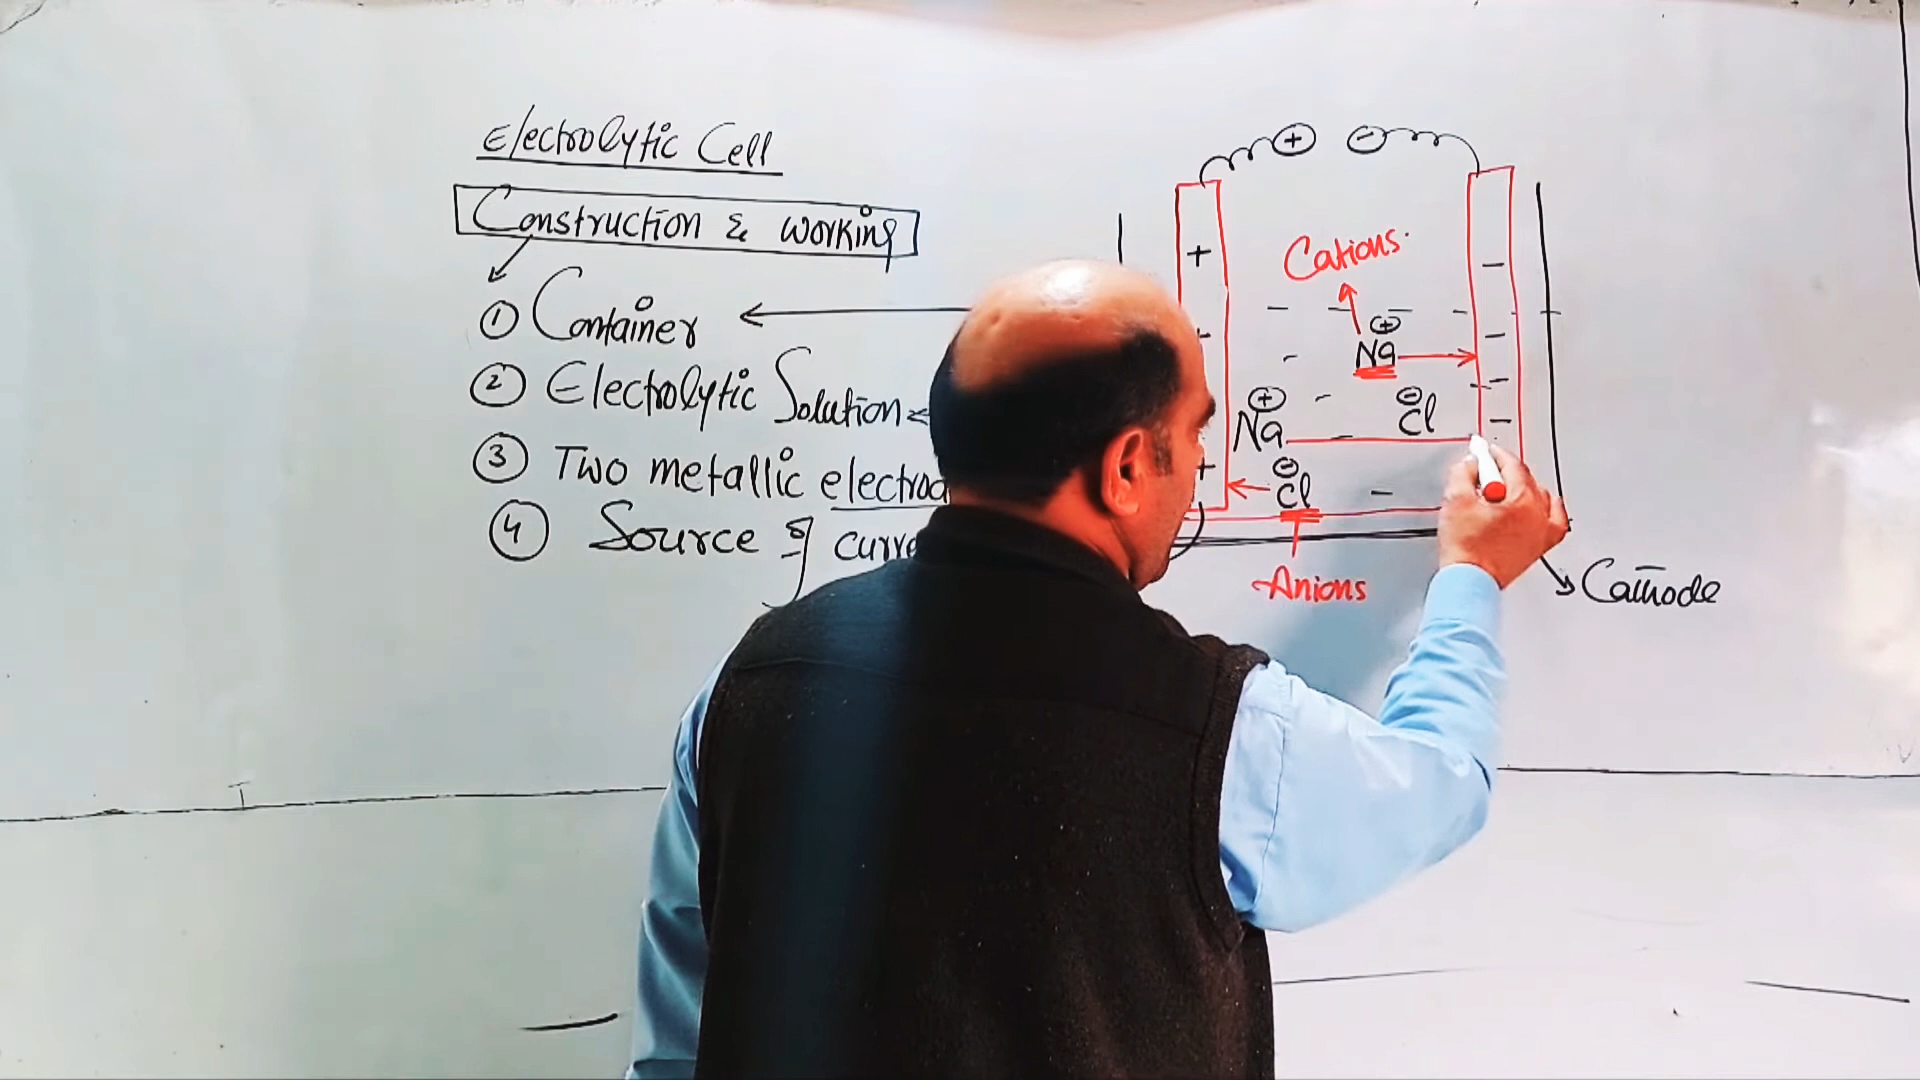 Electrolytic Cell
Construction & working
① Container
② Electrolytic Solution
③ Two metallic
④ Source of
+ -
+ -
Cations
- - - -
Na+
Na+ Cl-
+ Cl-
Anions
Cathode